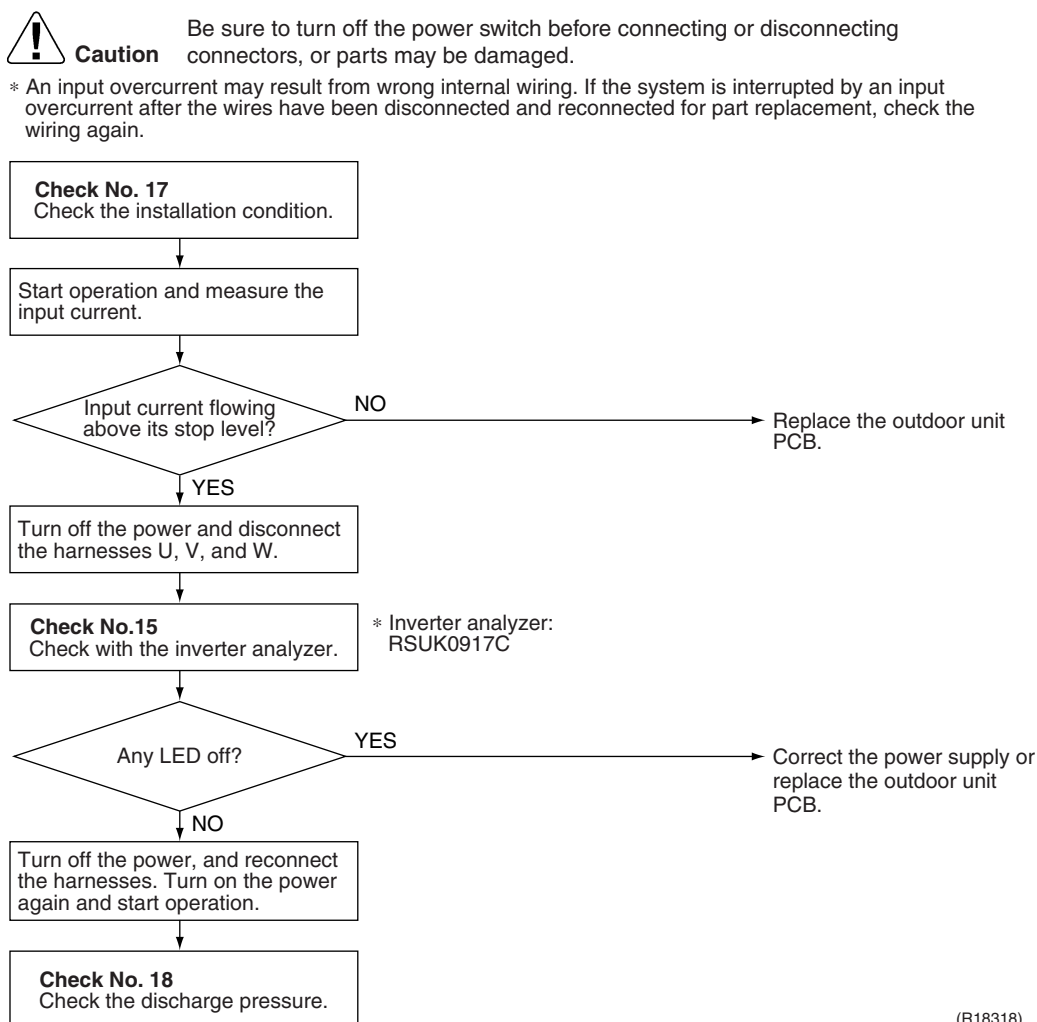 Caution
Be sure to turn off the power switch before connecting or disconnecting
connectors, or parts may be damaged.
* An input overcurrent may result from wrong internal wiring. If the system is interrupted by an input
overcurrent after the wires have been disconnected and reconnected for part replacement, check the
wiring again.
Check No. 17
Check the installation condition.
Start operation and measure the
input current.
Input current flowing
above its stop level?
NO
Replace the outdoor unit
PCB.
YES
Turn off the power and disconnect
the harnesses U, V, and W.
Check No.15
Check with the inverter analyzer.
* Inverter analyzer:
RSUK0917C
Any LED off?
YES
Correct the power supply or
replace the outdoor unit
PCB.
NO
Turn off the power, and reconnect
the harnesses. Turn on the power
again and start operation.
Check No. 18
Check the discharge pressure.
(R18318)